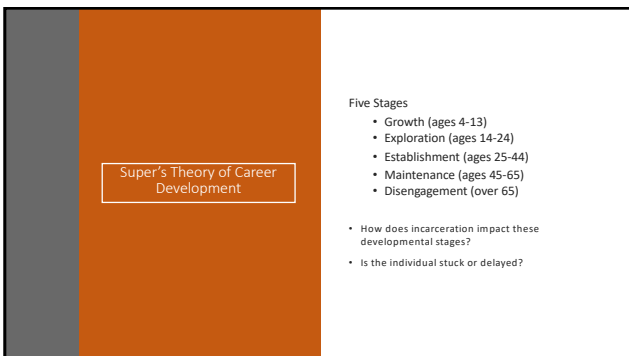 Super's Theory of Career
Development
Five Stages
• Growth (ages 4-13)
• Exploration (ages 14-24)
• Establishment (ages 25-44)
• Maintenance (ages 45-65)
• Disengagement (over 65)
• How does incarceration impact these
developmental stages?
• Is the individual stuck or delayed?